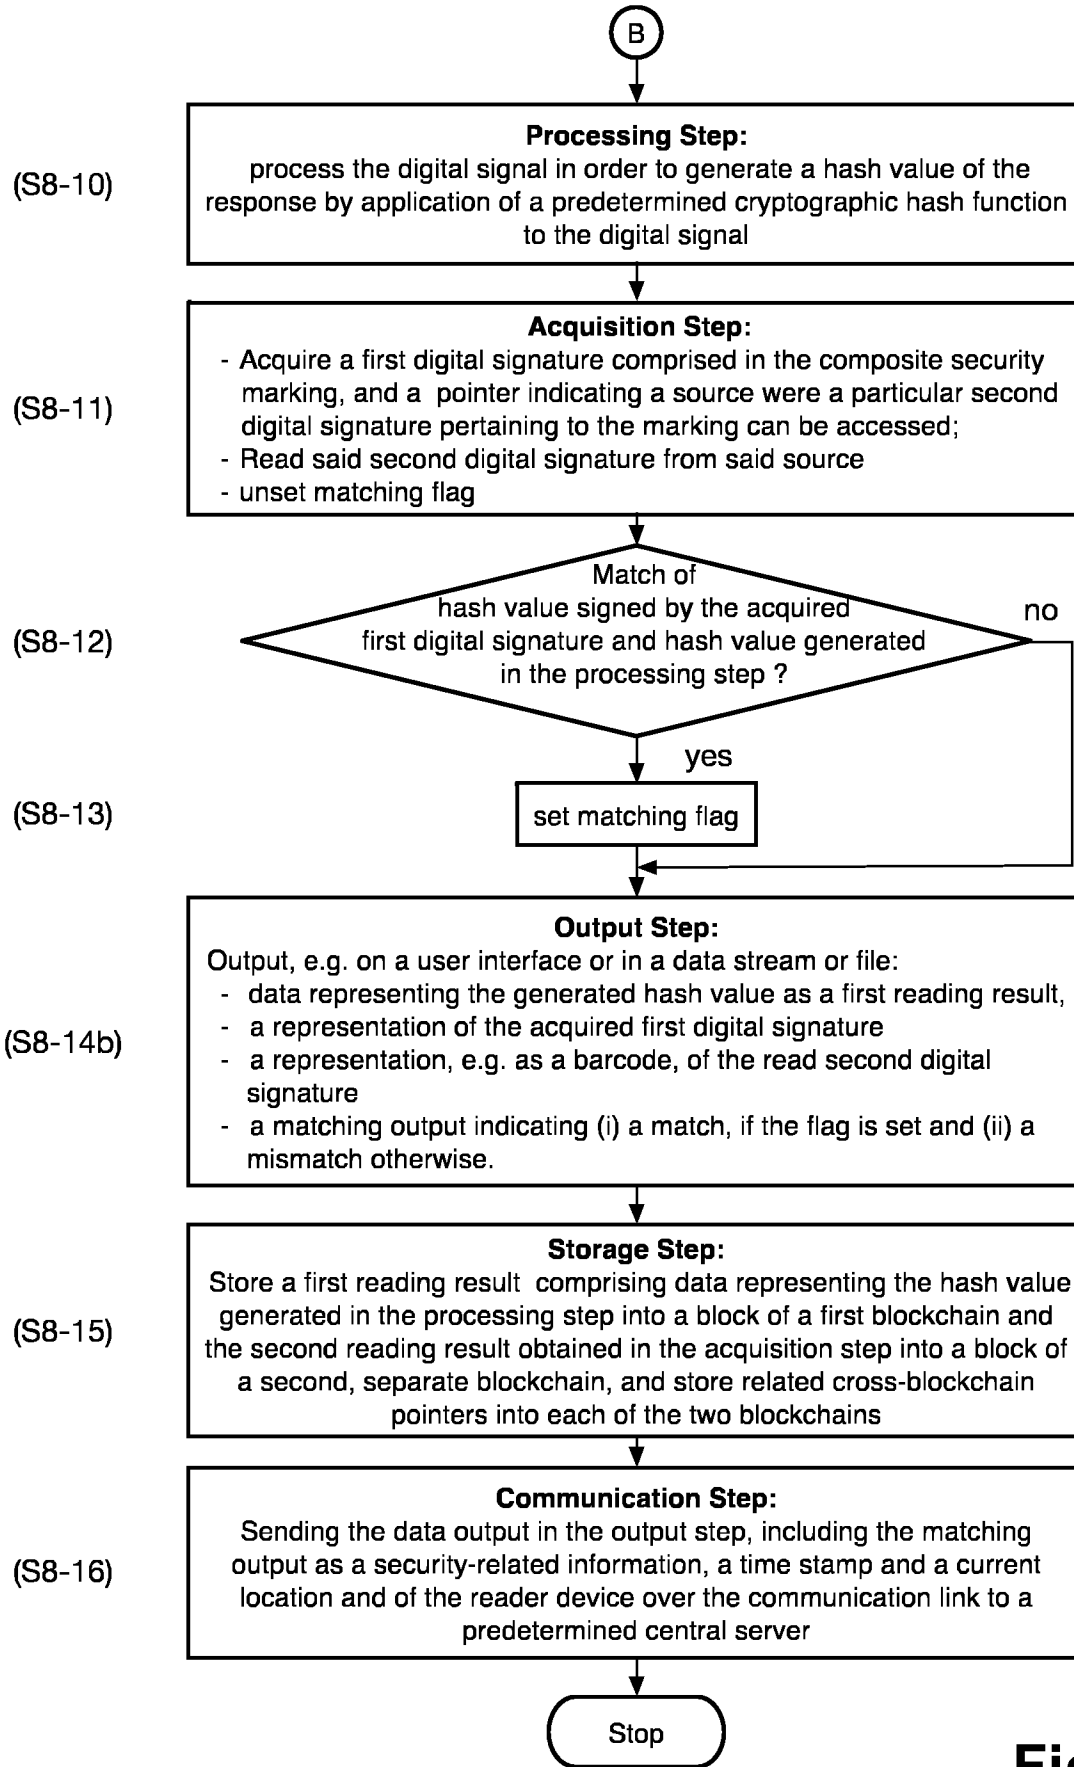 B
(S8-10)
Processing Step:
process the digital signal in order to generate a hash value of the
response by application of a predetermined cryptographic hash function
to the digital signal
(S8-11)
Acquisition Step:
- Acquire a first digital signature comprised in the composite security
marking, and a pointer indicating a source were a particular second
digital signature pertaining to the marking can be accessed;
- Read said second digital signature from said source
- unset matching flag
(S8-12)
Match of
hash value signed by the acquired
first digital signature and hash value generated
in the processing step ?
no
yes
(S8-13)
set matching flag
(S8-14b)
Output Step:
Output, e.g. on a user interface or in a data stream or file:
- data representing the generated hash value as a first reading result,
- a representation of the acquired first digital signature
- a representation, e.g. as a barcode, of the read second digital
signature
- a matching output indicating (i) a match, if the flag is set and (ii) a
mismatch otherwise.
(S8-15)
Storage Step:
Store a first reading result comprising data representing the hash value
generated in the processing step into a block of a first blockchain and
the second reading result obtained in the acquisition step into a block of
a second, separate blockchain, and store related cross-blockchain
pointers into each of the two blockchains
(S8-16)
Communication Step:
Sending the data output in the output step, including the matching
output as a security-related information, a time stamp and a current
location and of the reader device over the communication link to a
predetermined central server
Stop